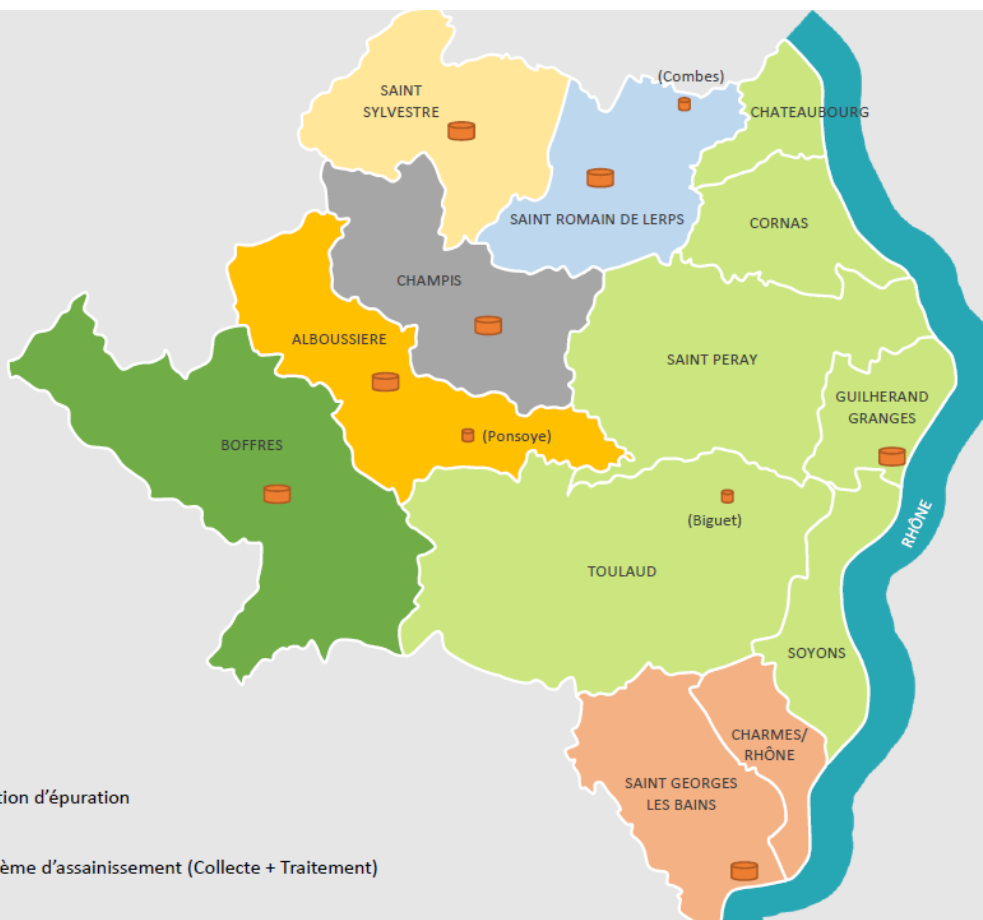 (Combes)
SAINT
SYLVESTRE
CHATEAUBOURG
SAINT ROMAIN DE LERPS
CORNAS
CHAMPIS
ALBOUSSIERE
SAINT PERAY
GUILHERAND
GRANGES
BOFFRES
(Ponsoye)
(Biguet)
RHÔNE
TOULAUD
SOYONS
CHARMES/
RHÔNE
SAINT GEORGES
LES BAINS
tion d'épuration
ème d'assainissement (Collecte + Traitement)